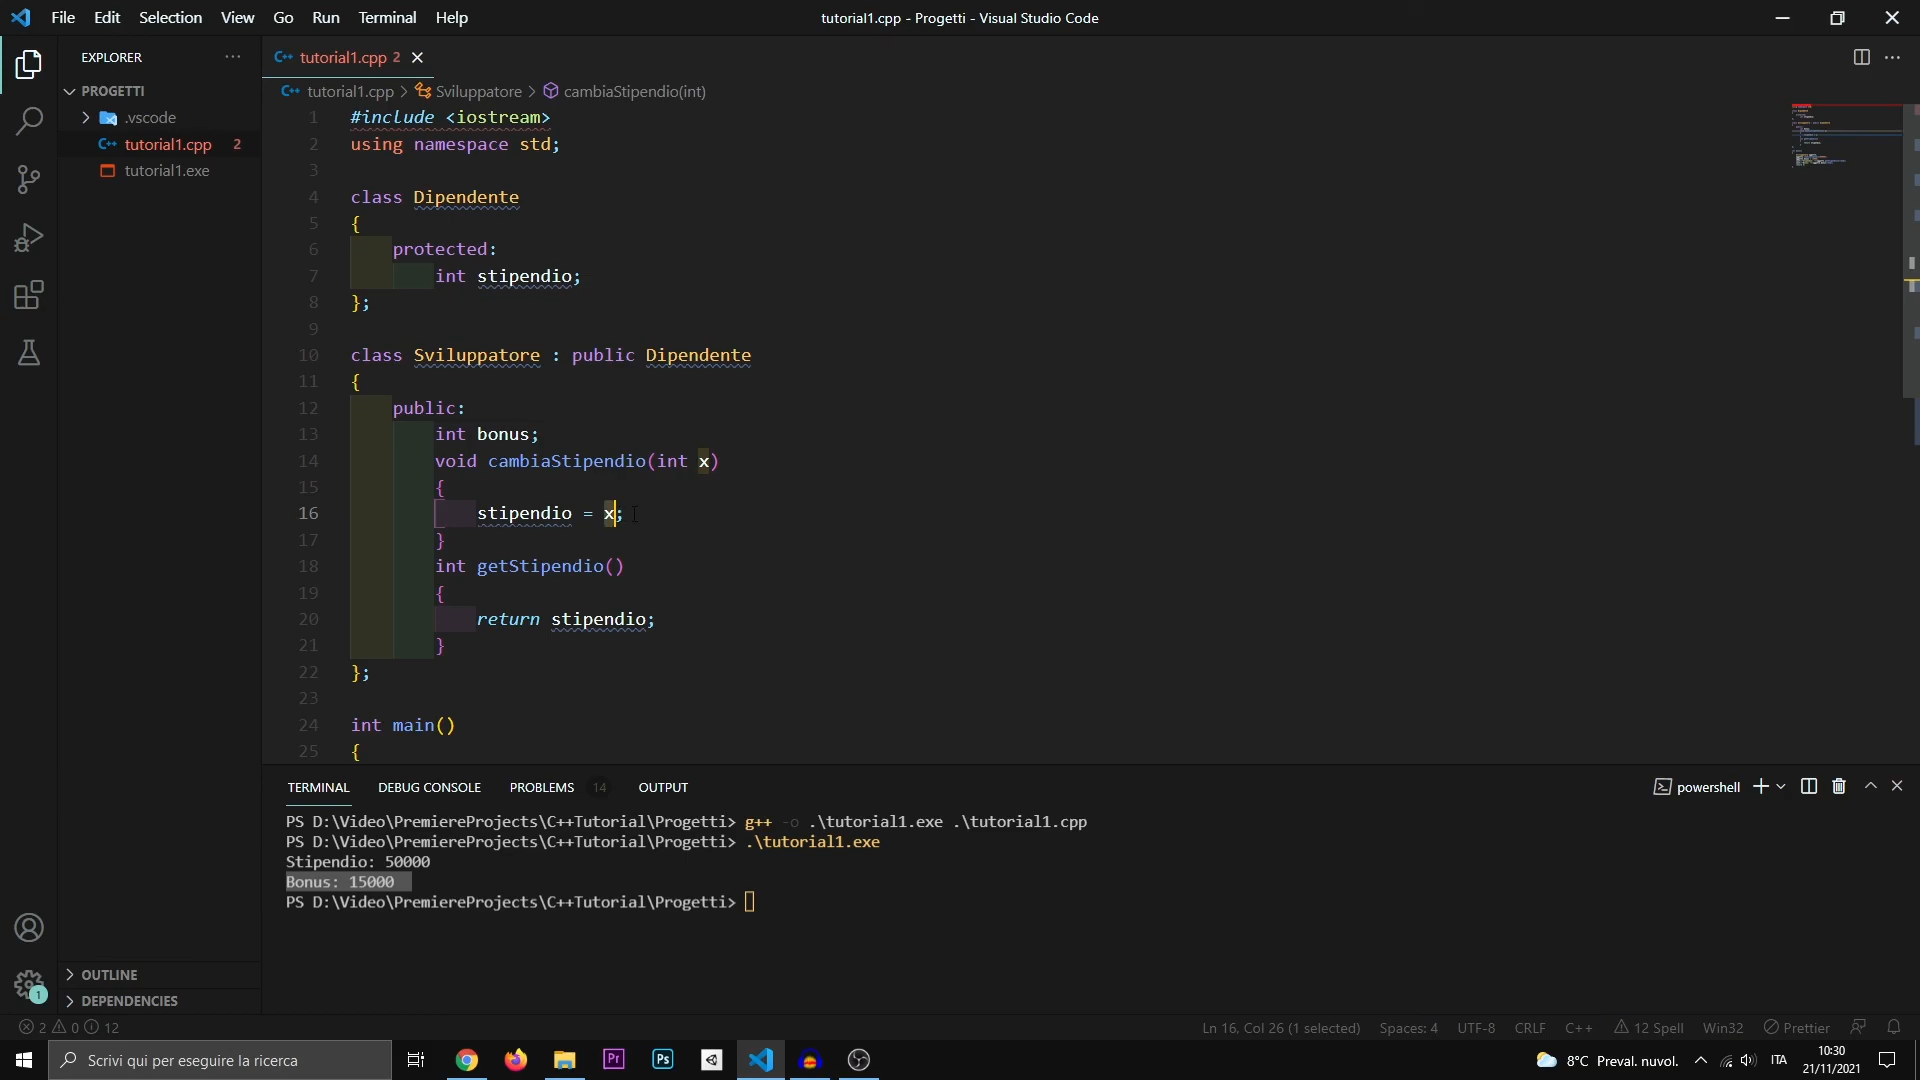 File Edit Selection View Go Run Terminal Help
tutorial1.cpp - Progetti - Visual Studio Code
EXPLORER
PROGETTI
.vscode
tutorial1.cpp 2
tutorial1.exe
OUTLINE
DEPENDENCIES
1
tutorial1.cpp 2
tutorial1.cpp > Sviluppatore > cambiaStipendio(int)
1 #include <iostream>
2 using namespace std;
3
4 class Dipendente
5 {
6 protected:
7 int stipendio;
8 };
9
10 class Sviluppatore : public Dipendente
11 {
12 public:
13 int bonus;
14 void cambiaStipendio(int x)
15 {
16 stipendio = x;
17 }
18 int getStipendio()
19 {
20 return stipendio;
21 }
22 };
23
24 int main()
25 {
TERMINAL DEBUG CONSOLE PROBLEMS 14 OUTPUT
powershell
PS D:\Video\PremiereProjects\C++Tutorial\Progetti> g++ -o .\tutorial1.exe .\tutorial1.cpp
PS D:\Video\PremiereProjects\C++Tutorial\Progetti> .\tutorial1.exe
Stipendio: 50000
Bonus: 15000
PS D:\Video\PremiereProjects\C++Tutorial\Progetti>
2 0 12
Ln 16, Col 26 (1 selected) Spaces: 4 UTF-8 CRLF C++ 12 Spell Win32 Prettier
Scrivi qui per eseguire la ricerca
Pr
Ps
8°C Preval. nuvol.
ITA
10:30
21/11/2021